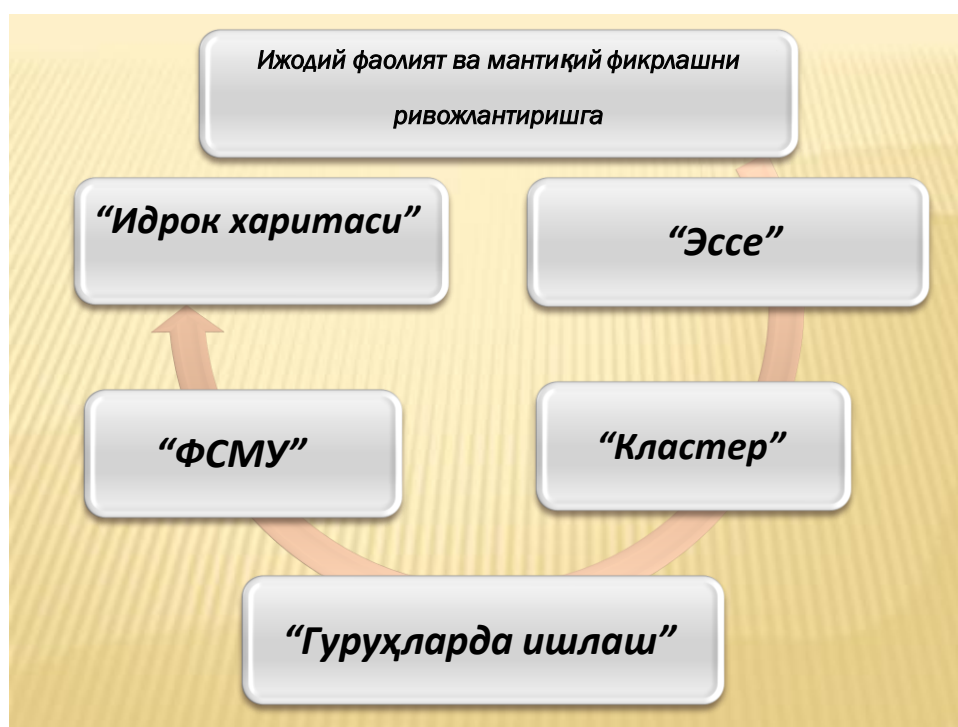 Ижодий фаолият ва мантиқий фикрлашни
ривожлантиришга
“Идрок харитаси”
“Эссе”
“ФСМУ”
“Кластер”
“Гуруҳларда ишлаш”